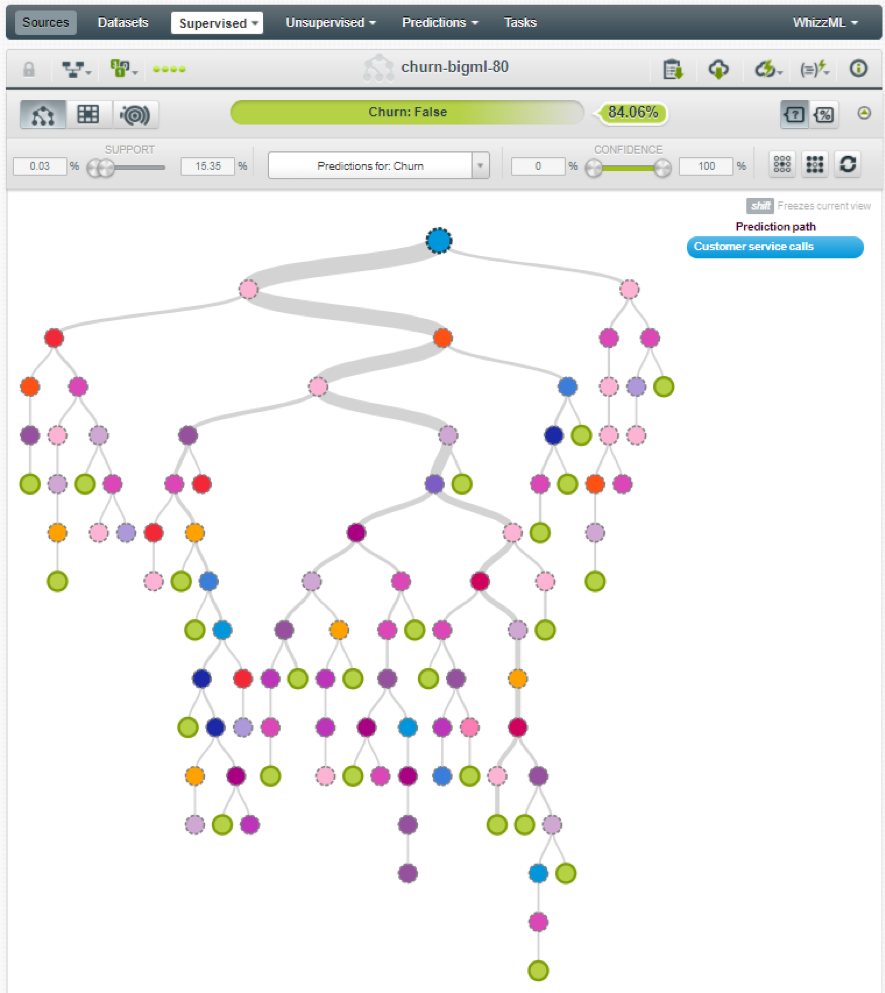 Sources Datasets Supervised Unsupervised Predictions Tasks WhizzML
churn-bigml-80
Churn: False 84.06%
SUPPORT CONFIDENCE
0.03 % 15.35 % Predictions for: Churn 0 % 100 %
shift Freezes current view
Prediction path
Customer service calls